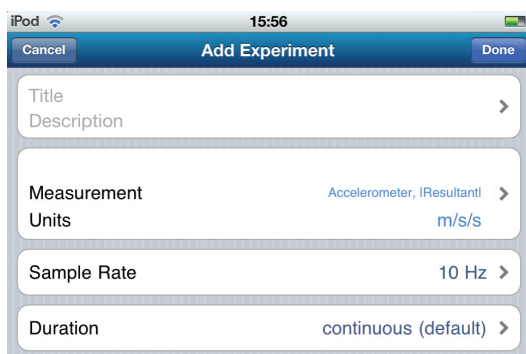 iPod 15:56
Cancel Add Experiment Done
Title
Description
Measurement Accelerometer, |Resultant|
Units m/s/s
Sample Rate 10 Hz
Duration continuous (default)